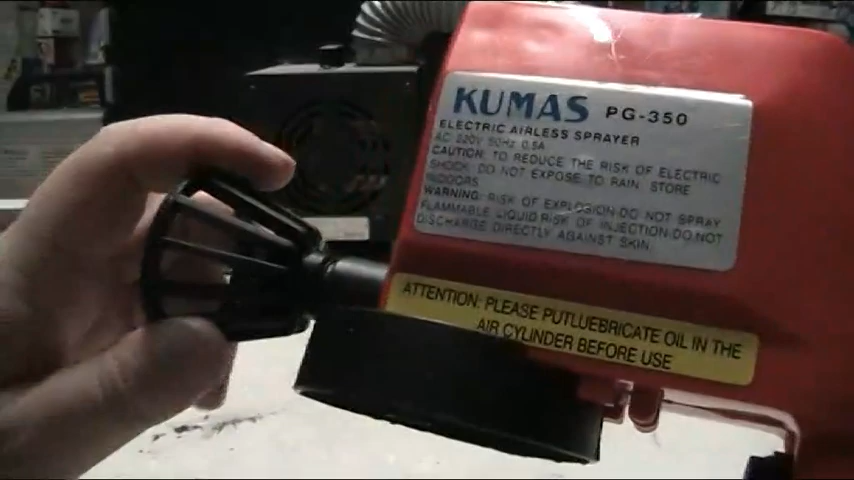 KUMAS PG-350
ELECTRIC AIRLESS SPRAYER
AC 220V 50Hz 0.5A
CAUTION: TO REDUCE THE RISK OF ELECTRIC
SHOCK. DO NOT EXPOSE TO RAIN STORE
INDOORS
WARNING: RISK OF EXPLOSION DO NOT SPRAY
FLAMMABLE LIQUID RISK OF INJECTION DO NOT
DISCHARGE DIRECTLY AGAINST SKIN
ATTENTION: PLEASE PUTLUEBRICATE OIL IN THE
AIR CYLINDER BEFORE USE